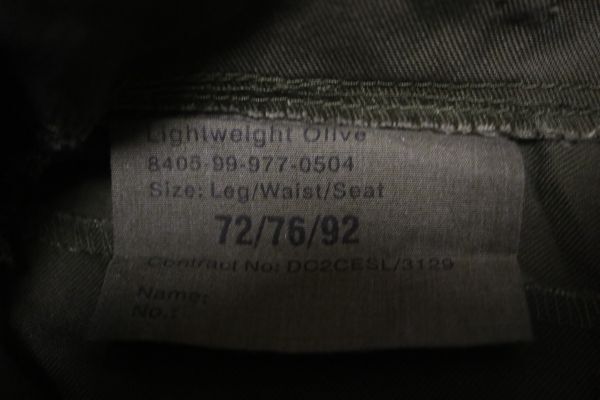 Lightweight Olive
8405-99-977-0504
Size: Leg/Waist/Seat
72/76/92
Contract No: DC2CESL/3129
Name:
No.: